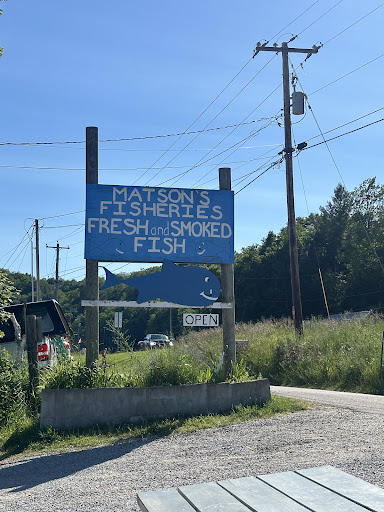 MATSON'S
FISHERIES
FRESH and SMOKED
FISH
OPEN